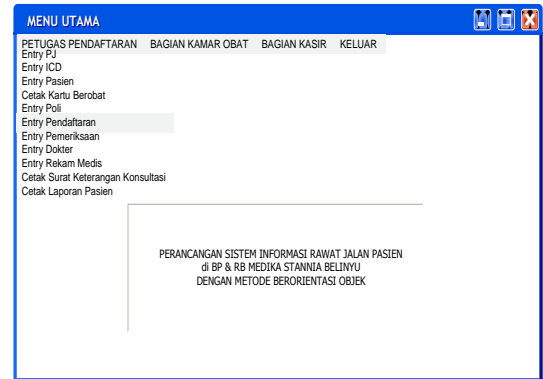 MENU UTAMA
PETUGAS PENDAFTARAN BAGIAN KAMAR OBAT BAGIAN KASIR KELUAR
Entry PJ
Entry ICD
Entry Pasien
Cetak Kartu Berobat
Entry Poli
Entry Pendaftaran
Entry Pemeriksaan
Entry Dokter
Entry Rekam Medis
Cetak Surat Keterangan Konsultasi
Cetak Laporan Pasien
PERANCANGAN SISTEM INFORMASI RAWAT JALAN PASIEN
di BP & RB MEDIKA STANNIA BELINYU
DENGAN METODE BERORIENTASI OBJEK